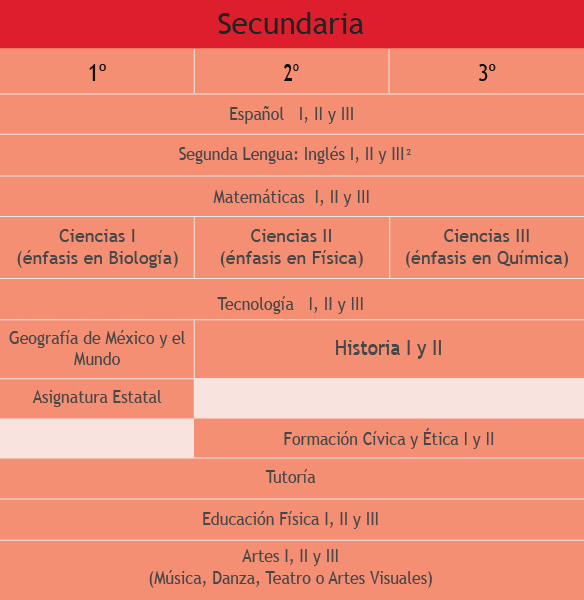 Secundaria
1º
2º
3º
Español I, II y III
Segunda Lengua: Inglés I, II y III²
Matemáticas I, II y III
Ciencias I
(énfasis en Biología)
Ciencias II
(énfasis en Física)
Ciencias III
(énfasis en Química)
Tecnología I, II y III
Geografía de México y el
Mundo
Historia I y II
Asignatura Estatal
Formación Cívica y Ética I y II
Tutoría
Educación Física I, II y III
Artes I, II y III
(Música, Danza, Teatro o Artes Visuales)